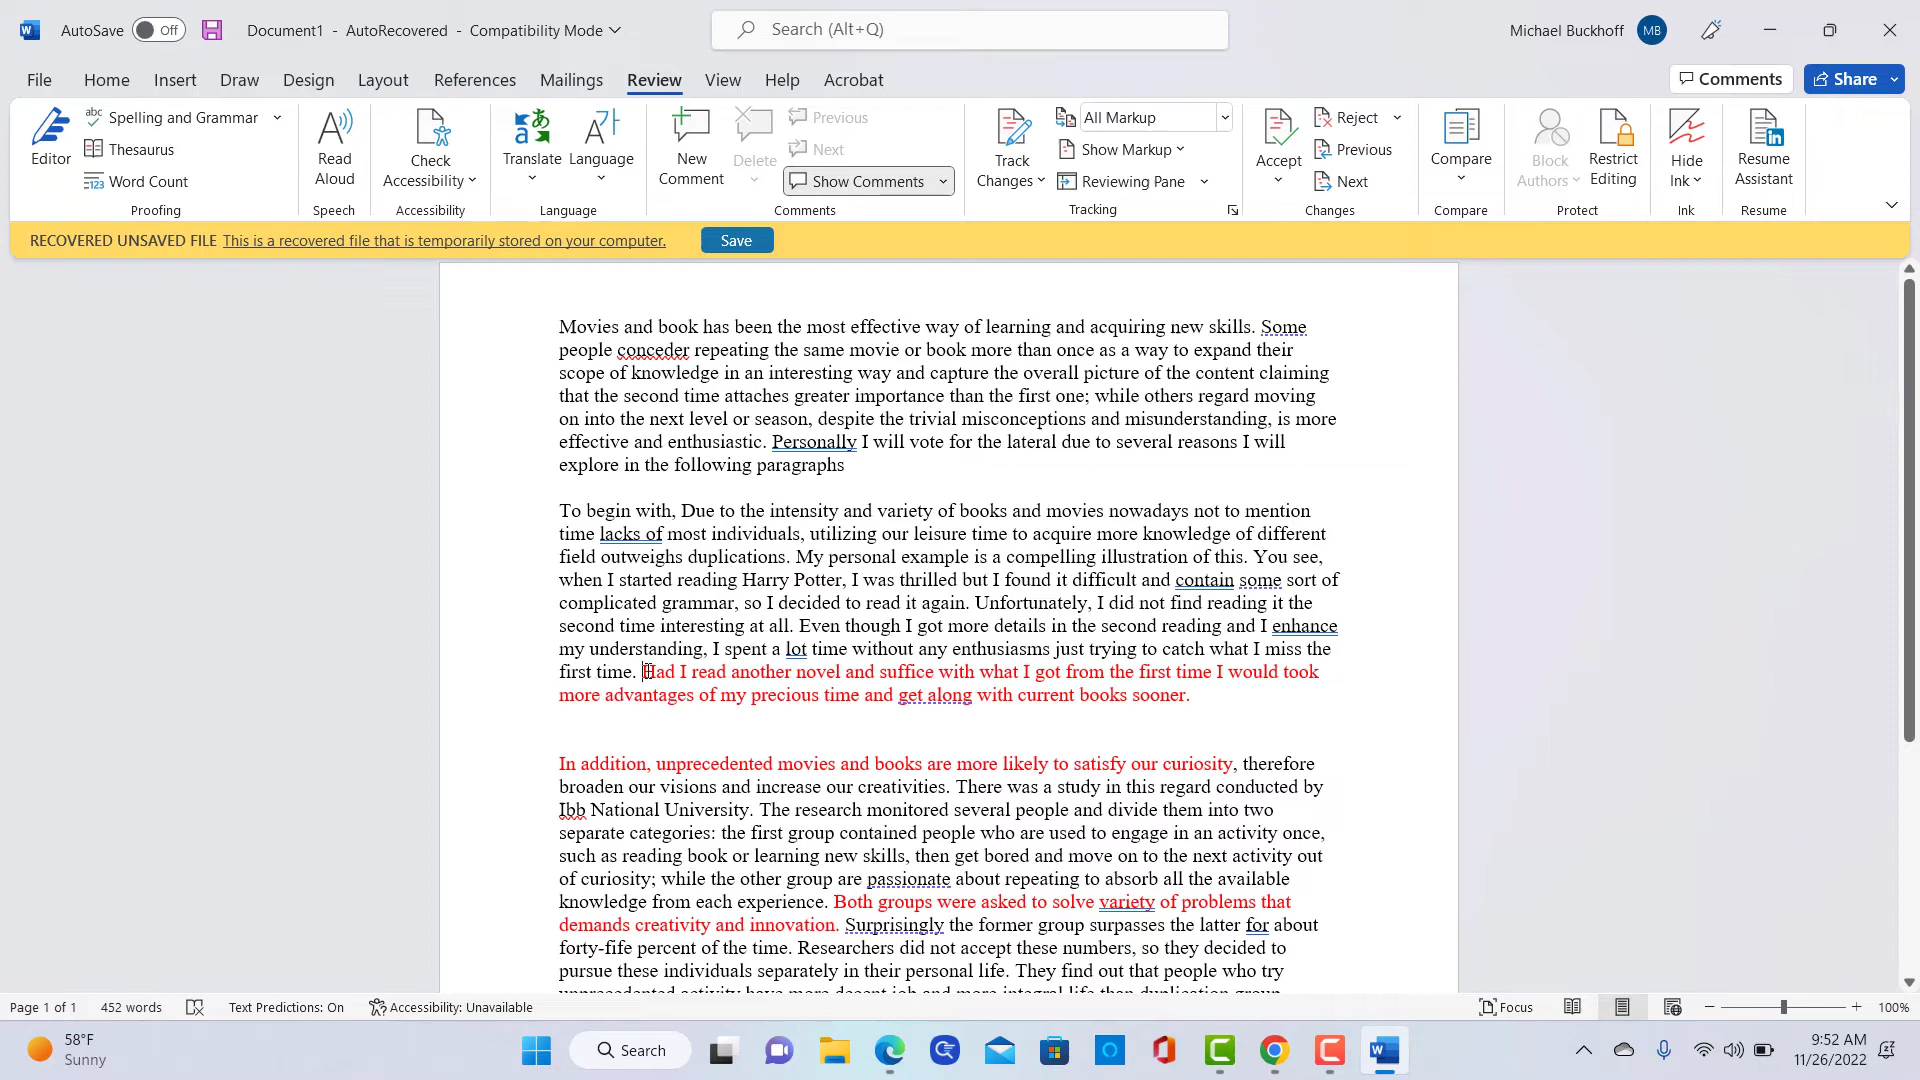 AutoSave Off Document1 - AutoRecovered - Compatibility Mode Search (Alt+Q) Michael Buckhoff MB
File Home Insert Draw Design Layout References Mailings Review View Help Acrobat Comments Share
Editor
Spelling and Grammar
Thesaurus
Word Count
Proofing
Read Aloud
Speech
Check Accessibility
Accessibility
Translate
Language
Language
New Comment
Delete
Previous
Next
Show Comments
Comments
Track Changes
All Markup
Show Markup
Reviewing Pane
Tracking
Accept
Reject
Previous
Next
Changes
Compare
Compare
Block Authors
Restrict Editing
Protect
Hide Ink
Ink
Resume Assistant
Resume
RECOVERED UNSAVED FILE This is a recovered file that is temporarily stored on your computer. Save
Movies and book has been the most effective way of learning and acquiring new skills. Some
people conceder repeating the same movie or book more than once as a way to expand their
scope of knowledge in an interesting way and capture the overall picture of the content claiming
that the second time attaches greater importance than the first one; while others regard moving
on into the next level or season, despite the trivial misconceptions and misunderstanding, is more
effective and enthusiastic. Personally I will vote for the lateral due to several reasons I will
explore in the following paragraphs
To begin with, Due to the intensity and variety of books and movies nowadays not to mention
time lacks of most individuals, utilizing our leisure time to acquire more knowledge of different
field outweighs duplications. My personal example is a compelling illustration of this. You see,
when I started reading Harry Potter, I was thrilled but I found it difficult and contain some sort of
complicated grammar, so I decided to read it again. Unfortunately, I did not find reading it the
second time interesting at all. Even though I got more details in the second reading and I enhance
my understanding, I spent a lot time without any enthusiasms just trying to catch what I miss the
first time. Had I read another novel and suffice with what I got from the first time I would took
more advantages of my precious time and get along with current books sooner.
In addition, unprecedented movies and books are more likely to satisfy our curiosity, therefore
broaden our visions and increase our creativities. There was a study in this regard conducted by
Ibb National University. The research monitored several people and divide them into two
separate categories: the first group contained people who are used to engage in an activity once,
such as reading book or learning new skills, then get bored and move on to the next activity out
of curiosity; while the other group are passionate about repeating to absorb all the available
knowledge from each experience. Both groups were asked to solve variety of problems that
demands creativity and innovation. Surprisingly the former group surpasses the latter for about
forty-fife percent of the time. Researchers did not accept these numbers, so they decided to
pursue these individuals separately in their personal life. They find out that people who try
unprecedented activity have more decent job and more integral life than duplication group
Page 1 of 1 452 words Text Predictions: On Accessibility: Unavailable Focus 100%
58°F
Sunny
Search
9:52 AM
11/26/2022